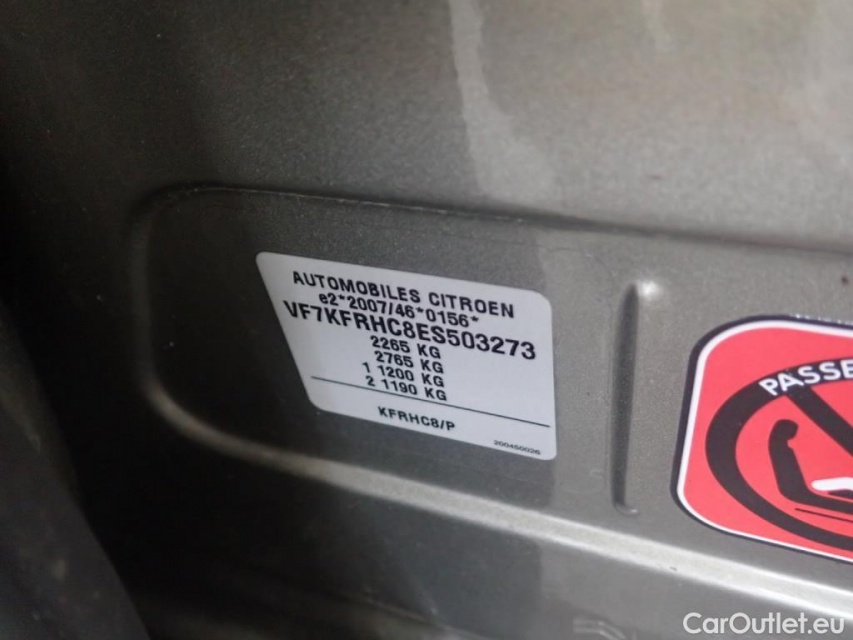 AUTOMOBILES CITROEN
e2*2007/46*0156*
VF7KFRHC8ES503273
2265 KG
2765 KG
1 1200 KG
2 1190 KG
KFRHC8/P
200450026
PASSE
CarOutlet.eu